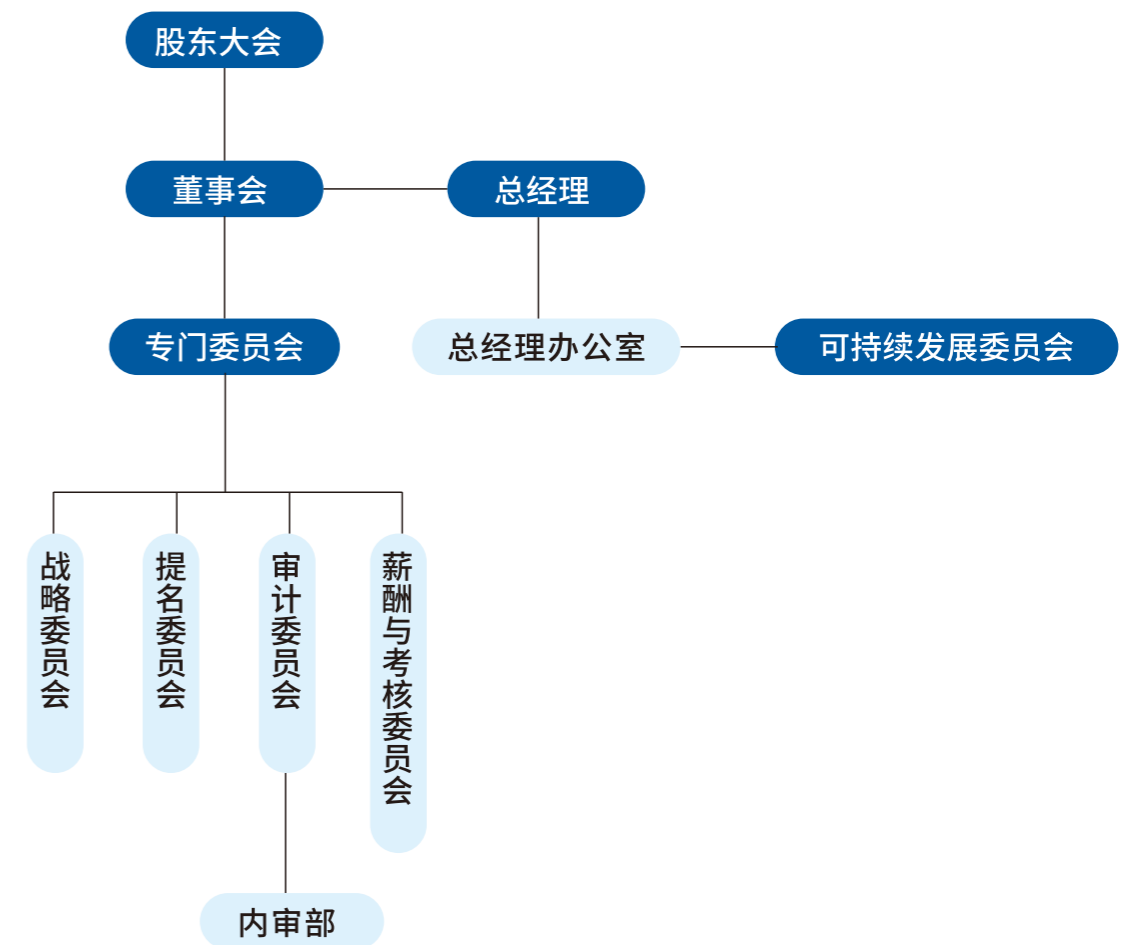 股东大会
董事会
总经理
专门委员会
总经理办公室
可持续发展委员会
战略委员会
提名委员会
审计委员会
薪酬与考核委员会
内审部